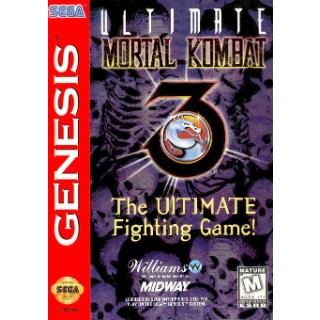 SEGA
GENESIS
ULTIMATE
MORTAL KOMBAT
3
The ULTIMATE
Fighting Game!
Williams
MIDWAY
MATURE
M
ESRB
SEGA